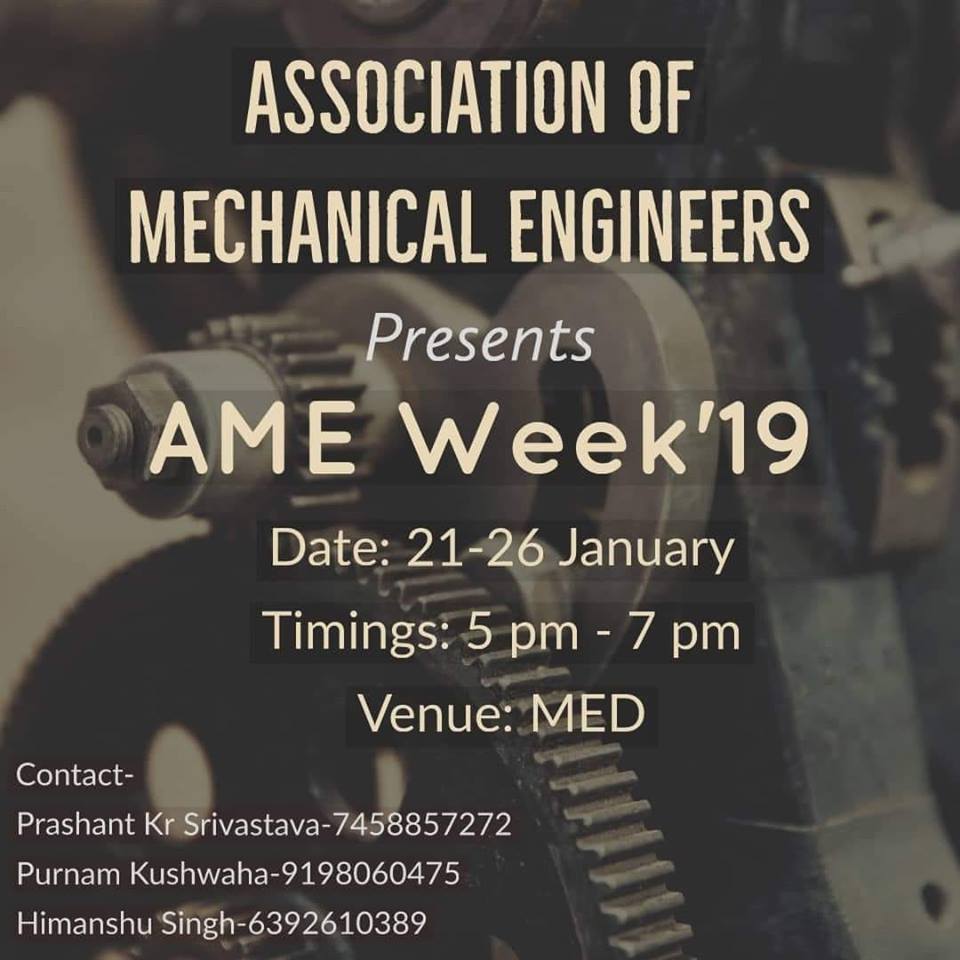 ASSOCIATION OF
MECHANICAL ENGINEERS
Presents
AME Week'19
Date: 21-26 January
Timings: 5 pm - 7 pm
Venue: MED
Contact-
Prashant Kr Srivastava-7458857272
Purnam Kushwaha-9198060475
Himanshu Singh-6392610389